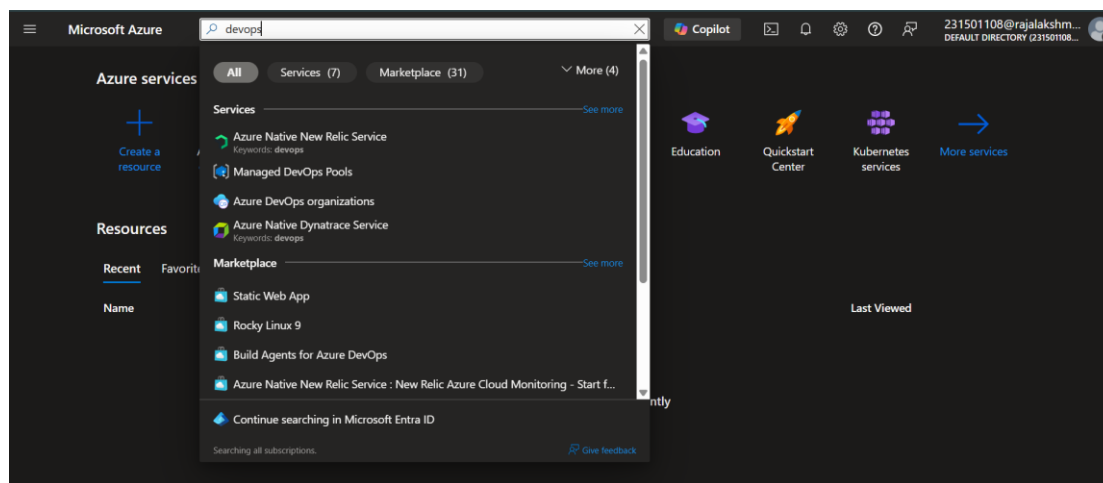 Microsoft Azure
devops
Copilot
231501108@rajalakshm...
DEFAULT DIRECTORY (231501108...
Azure services
All
Services (7)
Marketplace (31)
More (4)
Services
See more
Azure Native New Relic Service
Keywords: devops
Managed DevOps Pools
Azure DevOps organizations
Azure Native Dynatrace Service
Keywords: devops
Marketplace
See more
Static Web App
Rocky Linux 9
Build Agents for Azure DevOps
Azure Native New Relic Service : New Relic Azure Cloud Monitoring - Start f...
Continue searching in Microsoft Entra ID
Searching all subscriptions.
Give feedback
Create a
resource
Education
Quickstart
Center
Kubernetes
services
More services
Resources
Recent
Favorit
Name
Last Viewed
ntly